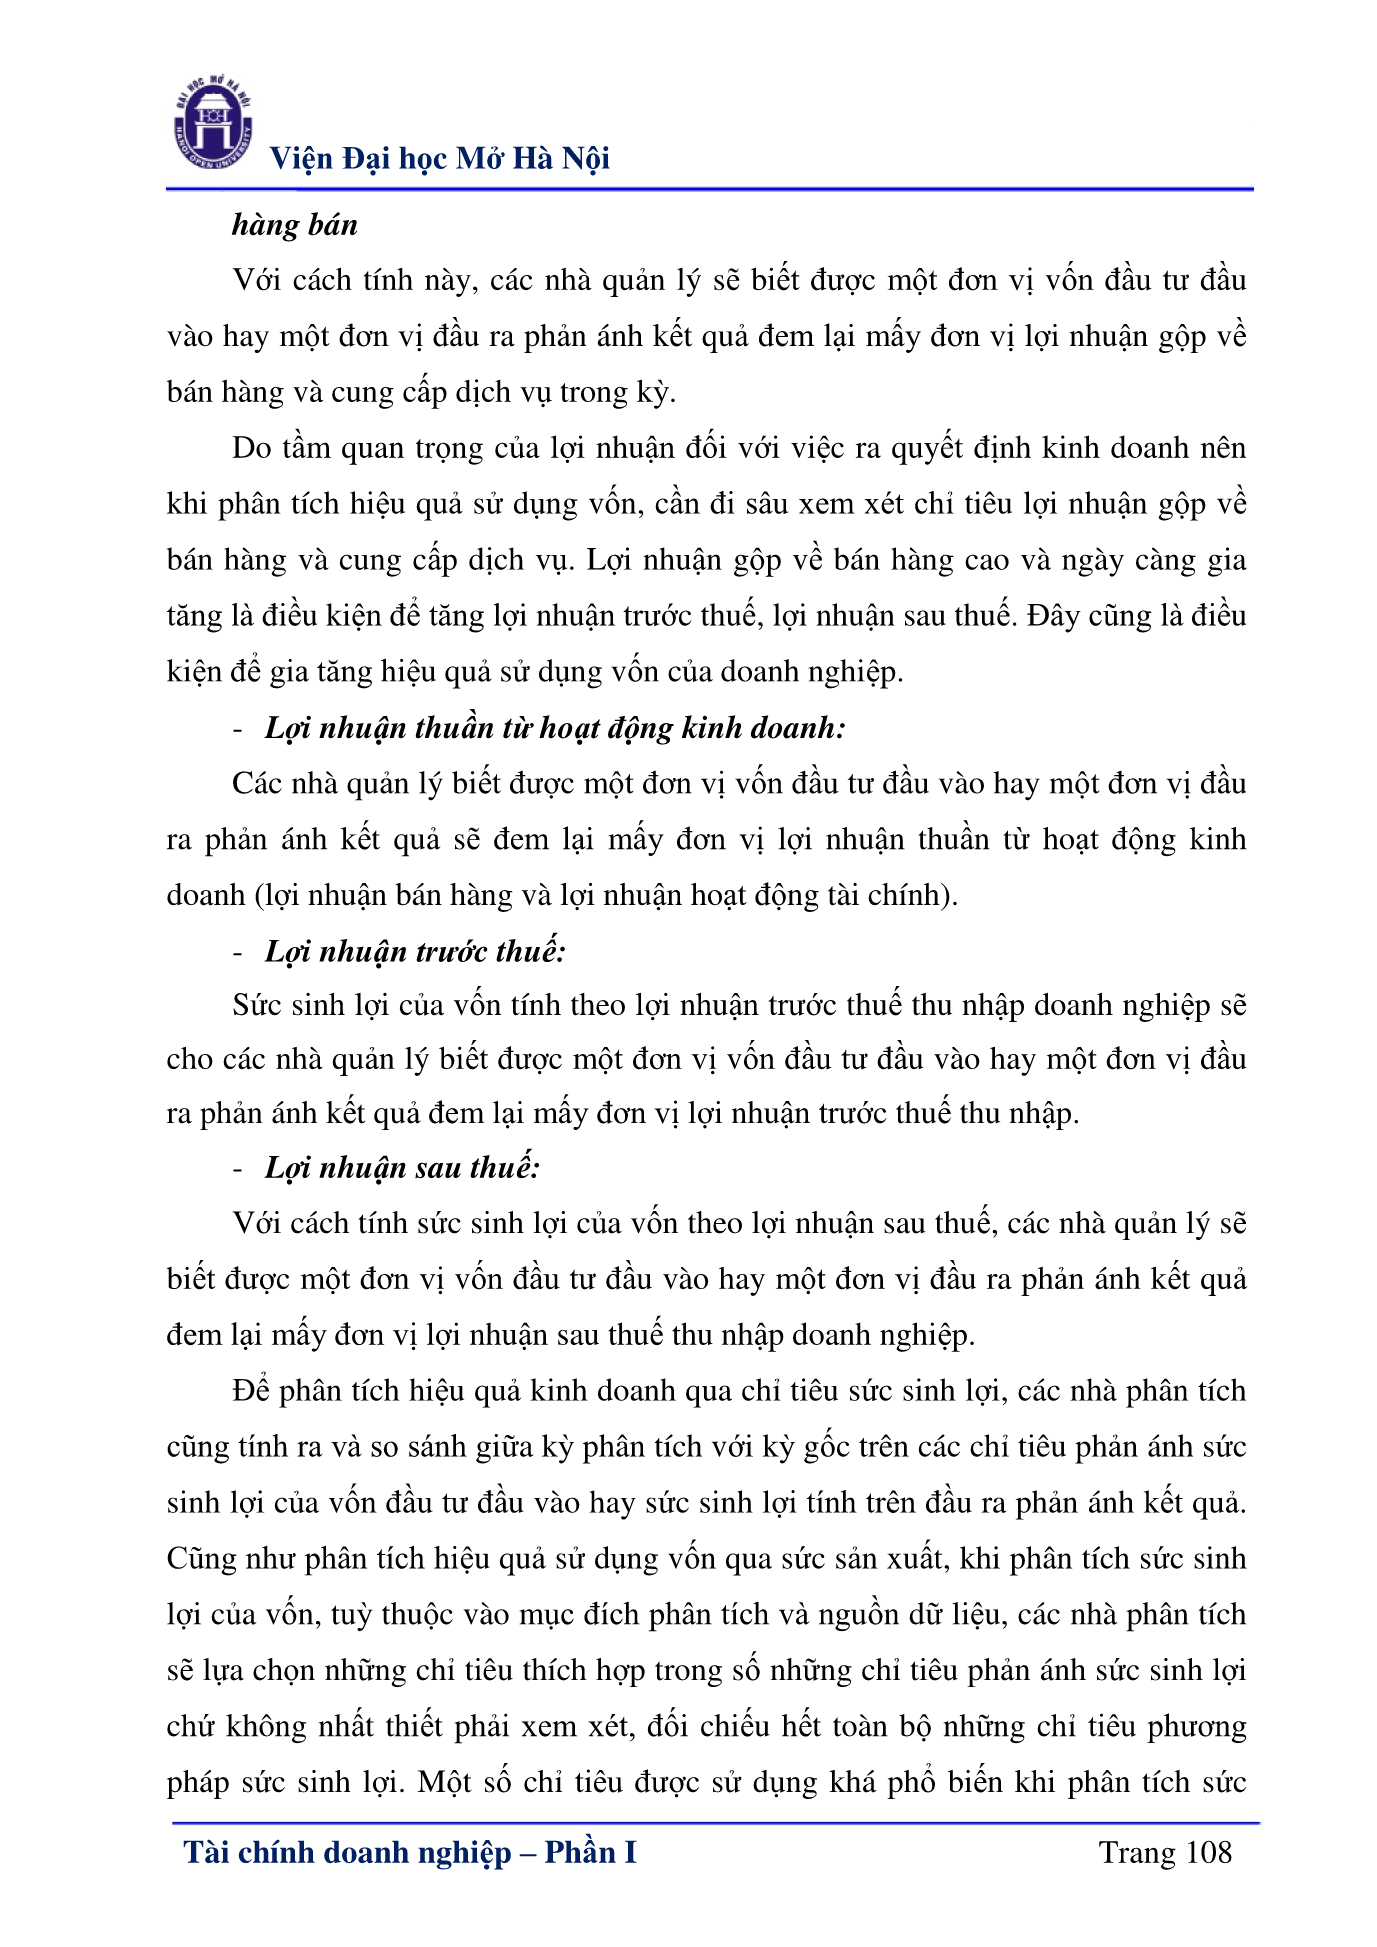 ĐẠI HỌC MỞ HÀ NỘI
HANOI OPEN UNIVERSITY
Viện Đại học Mở Hà Nội
hàng bán
Với cách tính này, các nhà quản lý sẽ biết được một đơn vị vốn đầu tư đầu
vào hay một đơn vị đầu ra phản ánh kết quả đem lại mấy đơn vị lợi nhuận gộp về
bán hàng và cung cấp dịch vụ trong kỳ.
Do tầm quan trọng của lợi nhuận đối với việc ra quyết định kinh doanh nên
khi phân tích hiệu quả sử dụng vốn, cần đi sâu xem xét chỉ tiêu lợi nhuận gộp về
bán hàng và cung cấp dịch vụ. Lợi nhuận gộp về bán hàng cao và ngày càng gia
tăng là điều kiện để tăng lợi nhuận trước thuế, lợi nhuận sau thuế. Đây cũng là điều
kiện để gia tăng hiệu quả sử dụng vốn của doanh nghiệp.
- Lợi nhuận thuần từ hoạt động kinh doanh:
Các nhà quản lý biết được một đơn vị vốn đầu tư đầu vào hay một đơn vị đầu
ra phản ánh kết quả sẽ đem lại mấy đơn vị lợi nhuận thuần từ hoạt động kinh
doanh (lợi nhuận bán hàng và lợi nhuận hoạt động tài chính).
- Lợi nhuận trước thuế:
Sức sinh lợi của vốn tính theo lợi nhuận trước thuế thu nhập doanh nghiệp sẽ
cho các nhà quản lý biết được một đơn vị vốn đầu tư đầu vào hay một đơn vị đầu
ra phản ánh kết quả đem lại mấy đơn vị lợi nhuận trước thuế thu nhập.
- Lợi nhuận sau thuế:
Với cách tính sức sinh lợi của vốn theo lợi nhuận sau thuế, các nhà quản lý sẽ
biết được một đơn vị vốn đầu tư đầu vào hay một đơn vị đầu ra phản ánh kết quả
đem lại mấy đơn vị lợi nhuận sau thuế thu nhập doanh nghiệp.
Để phân tích hiệu quả kinh doanh qua chỉ tiêu sức sinh lợi, các nhà phân tích
cũng tính ra và so sánh giữa kỳ phân tích với kỳ gốc trên các chỉ tiêu phản ánh sức
sinh lợi của vốn đầu tư đầu vào hay sức sinh lợi tính trên đầu ra phản ánh kết quả.
Cũng như phân tích hiệu quả sử dụng vốn qua sức sản xuất, khi phân tích sức sinh
lợi của vốn, tuỳ thuộc vào mục đích phân tích và nguồn dữ liệu, các nhà phân tích
sẽ lựa chọn những chỉ tiêu thích hợp trong số những chỉ tiêu phản ánh sức sinh lợi
chứ không nhất thiết phải xem xét, đối chiếu hết toàn bộ những chỉ tiêu phương
pháp sức sinh lợi. Một số chỉ tiêu được sử dụng khá phổ biến khi phân tích sức
Tài chính doanh nghiệp – Phần I
Trang 108